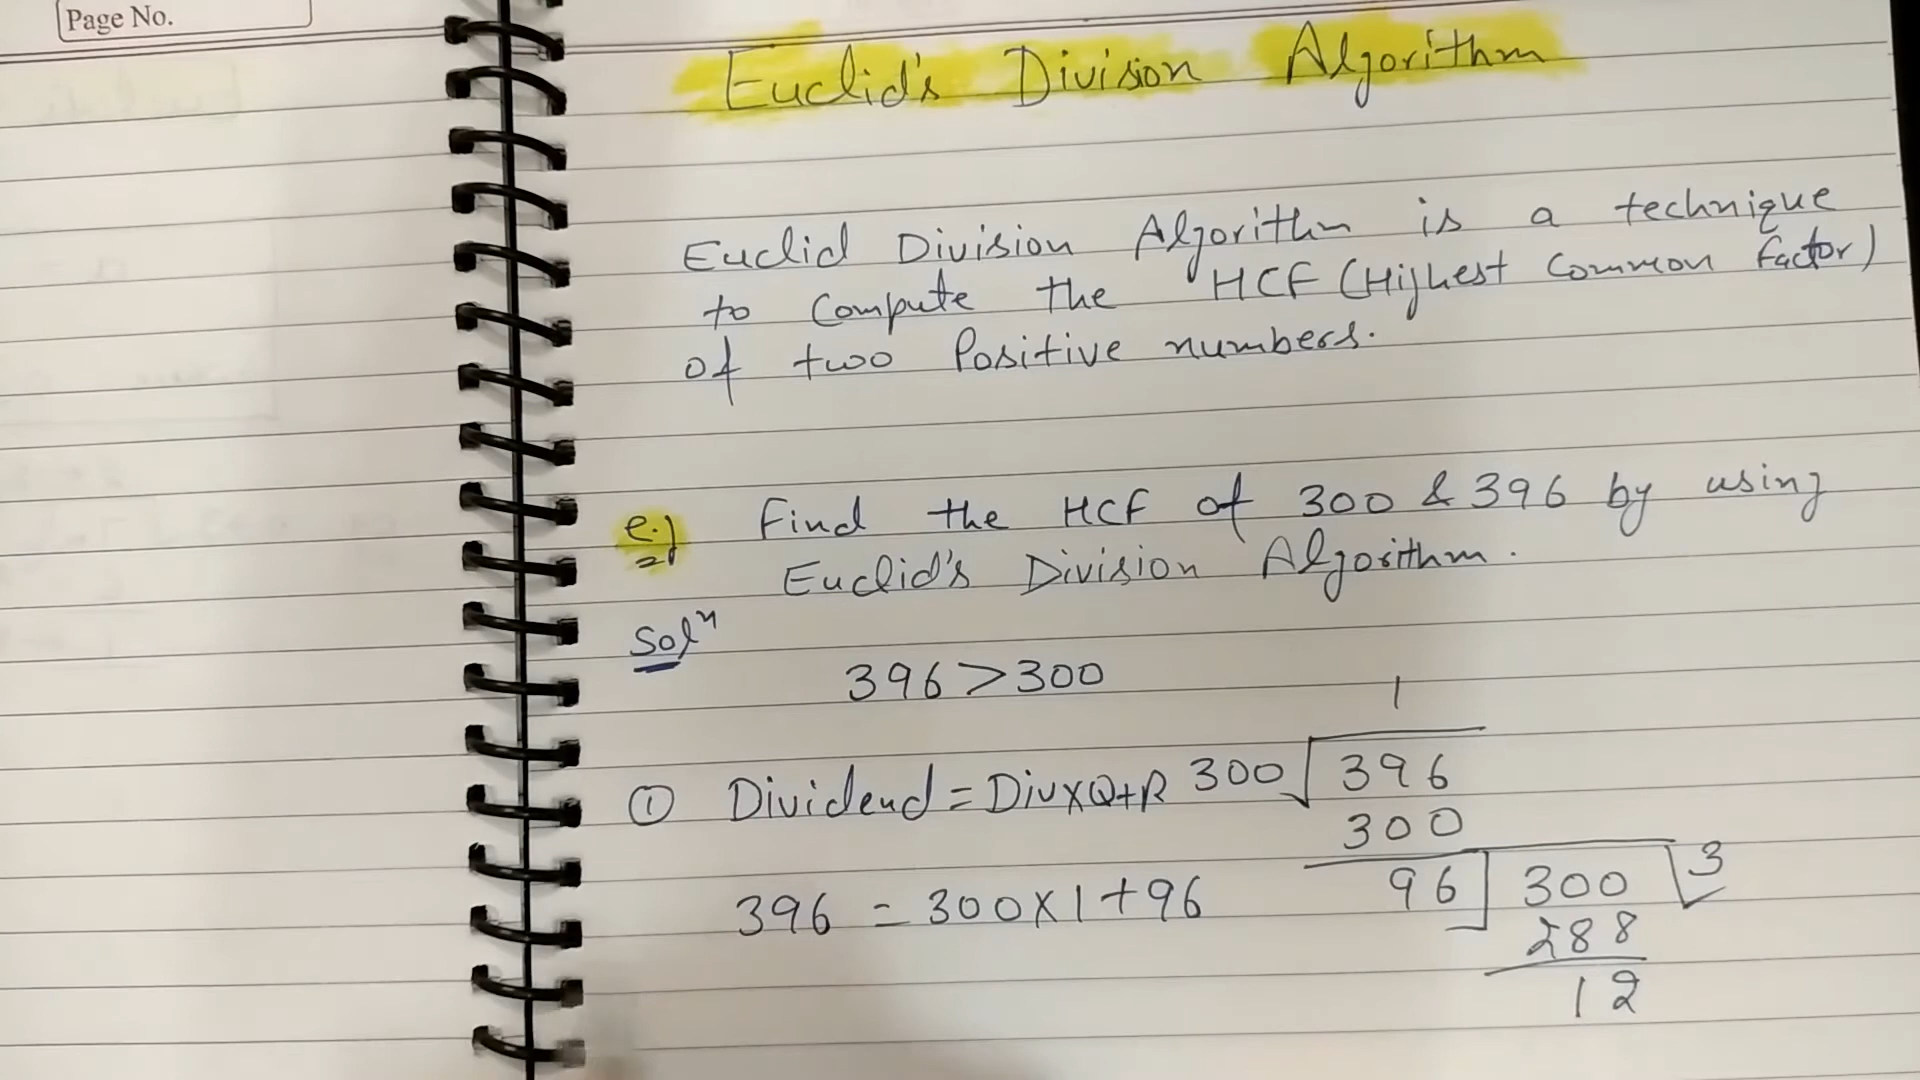 Page No.
Euclid's Division Algorithm
Euclid Division Algorithm is a technique
to compute the HCF (Highest Common Factor)
of two Positive numbers.
e.g Find the HCF of 300 & 396 by using
Euclid's Division Algorithm.
Solⁿ
396 > 300
1
① Dividend = Div x Q + R 300 396
300
396 = 300 x 1 + 96 96 300 3
288
12